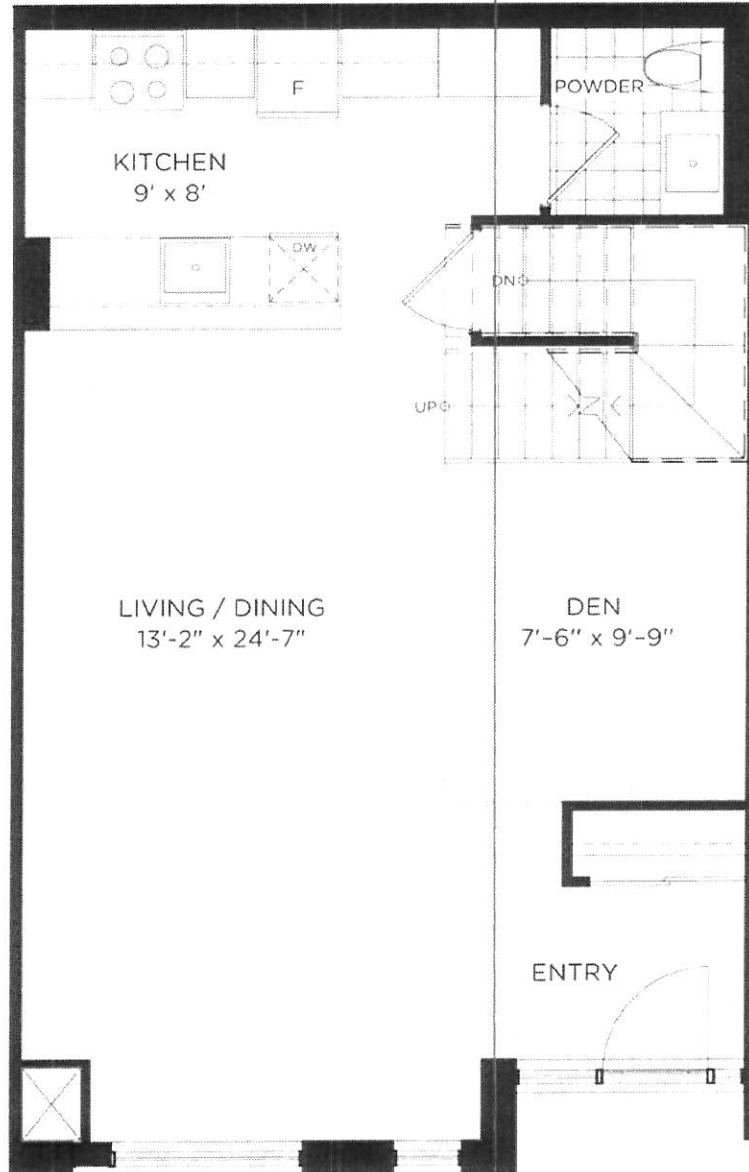 F
POWDER
KITCHEN
9' x 8'
DW
DN
UP
LIVING / DINING
13'-2" x 24'-7"
DEN
7'-6" x 9'-9"
ENTRY